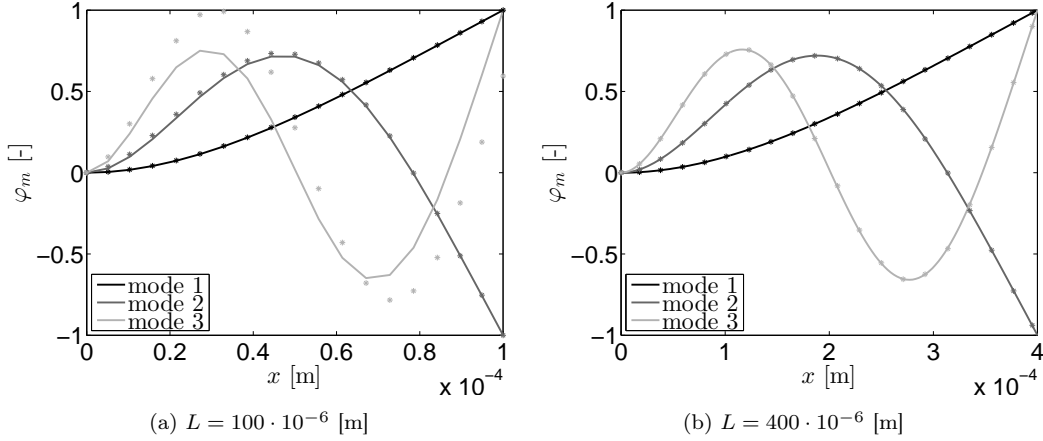 1
0.5
0
−0.5
−1
φm [-]
mode 1
mode 2
mode 3
0 0.2 0.4 0.6 0.8 1
x [m]
x 10−4
(a) L = 100 · 10−6 [m]
1
0.5
0
−0.5
−1
φm [-]
mode 1
mode 2
mode 3
0 1 2 3 4
x [m]
x 10−4
(b) L = 400 · 10−6 [m]